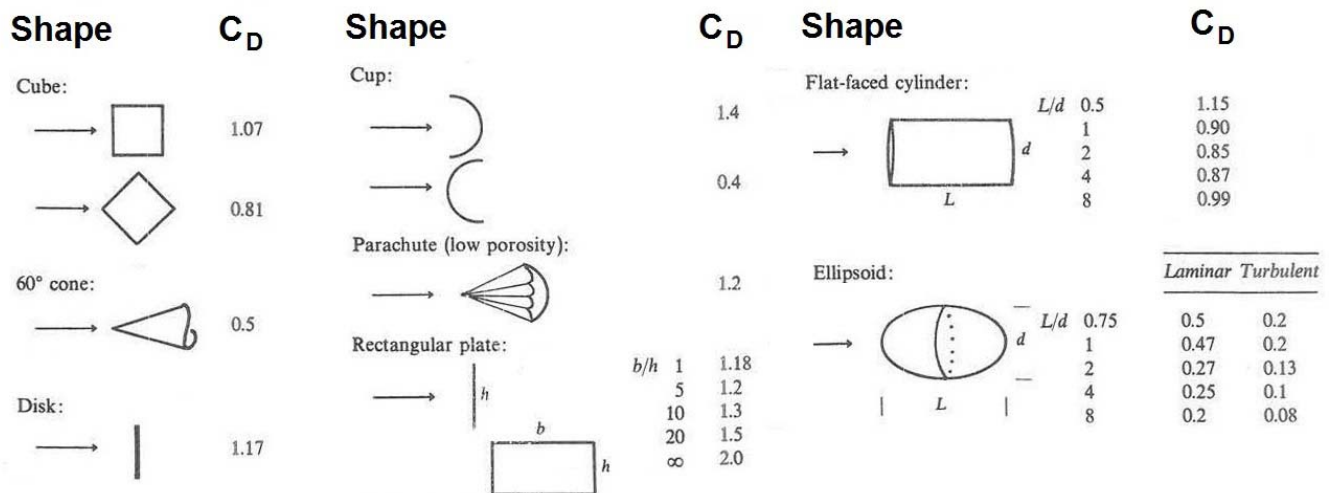 Shape C_D
Cube:
1.07
0.81
60° cone:
0.5
Disk:
1.17
Shape C_D
Cup:
1.4
0.4
Parachute (low porosity):
1.2
Rectangular plate:
h
b/h 1 1.18
5 1.2
10 1.3
20 1.5
∞ 2.0
b
h
Shape C_D
Flat-faced cylinder:
L/d 0.5 1.15
1 0.90
d
2 0.85
4 0.87
L
8 0.99
Ellipsoid:
Laminar Turbulent
L/d 0.75 0.5 0.2
d
1 0.47 0.2
2 0.27 0.13
4 0.25 0.1
L
8 0.2 0.08